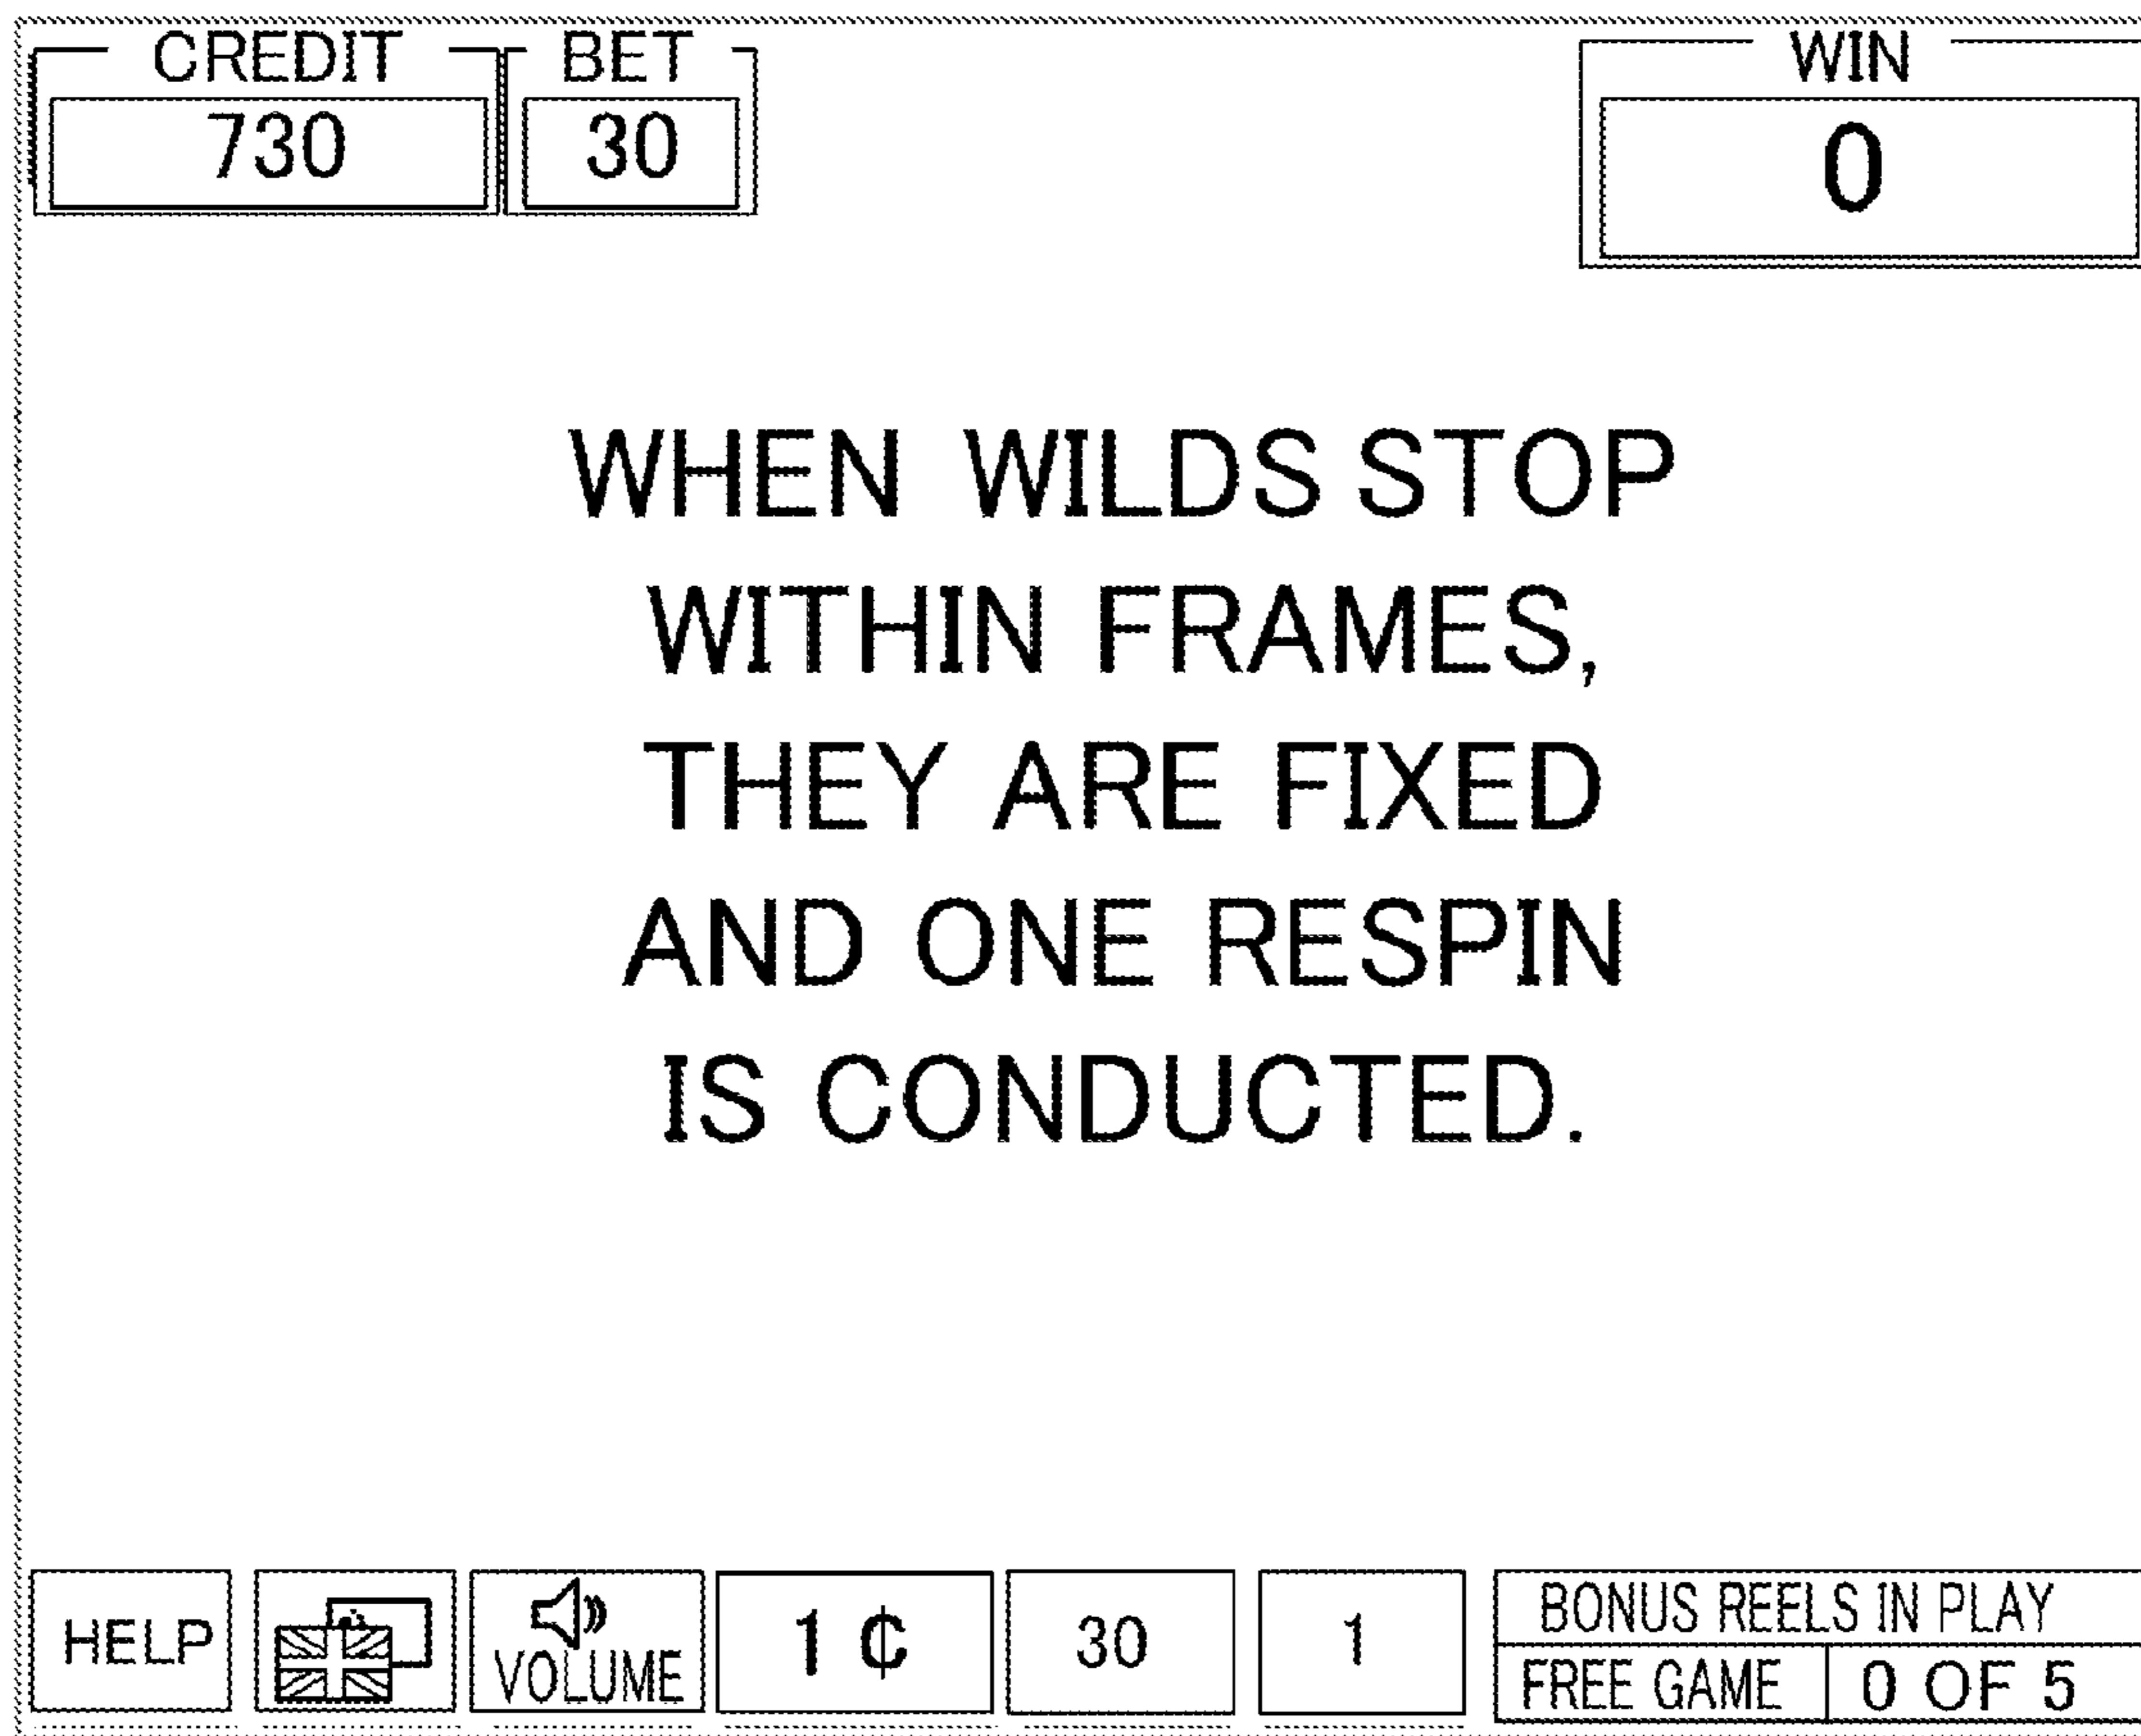 CREDIT BET WIN
730 30 0
WHEN WILDS STOP
WITHIN FRAMES,
THEY ARE FIXED
AND ONE RESPIN
IS CONDUCTED.
HELP
VOLUME
1 ¢
30
1
BONUS REELS IN PLAY
FREE GAME 0 OF 5